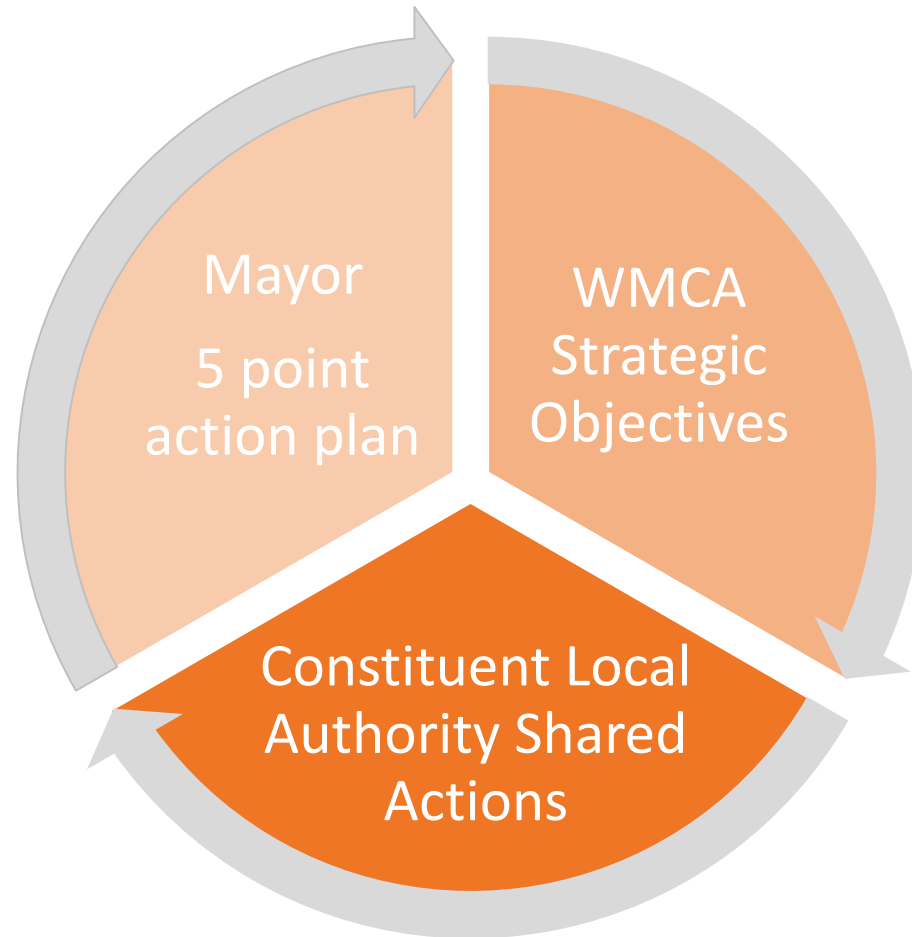 Mayor
5 point
action plan
WMCA
Strategic
Objectives
Constituent Local
Authority Shared
Actions